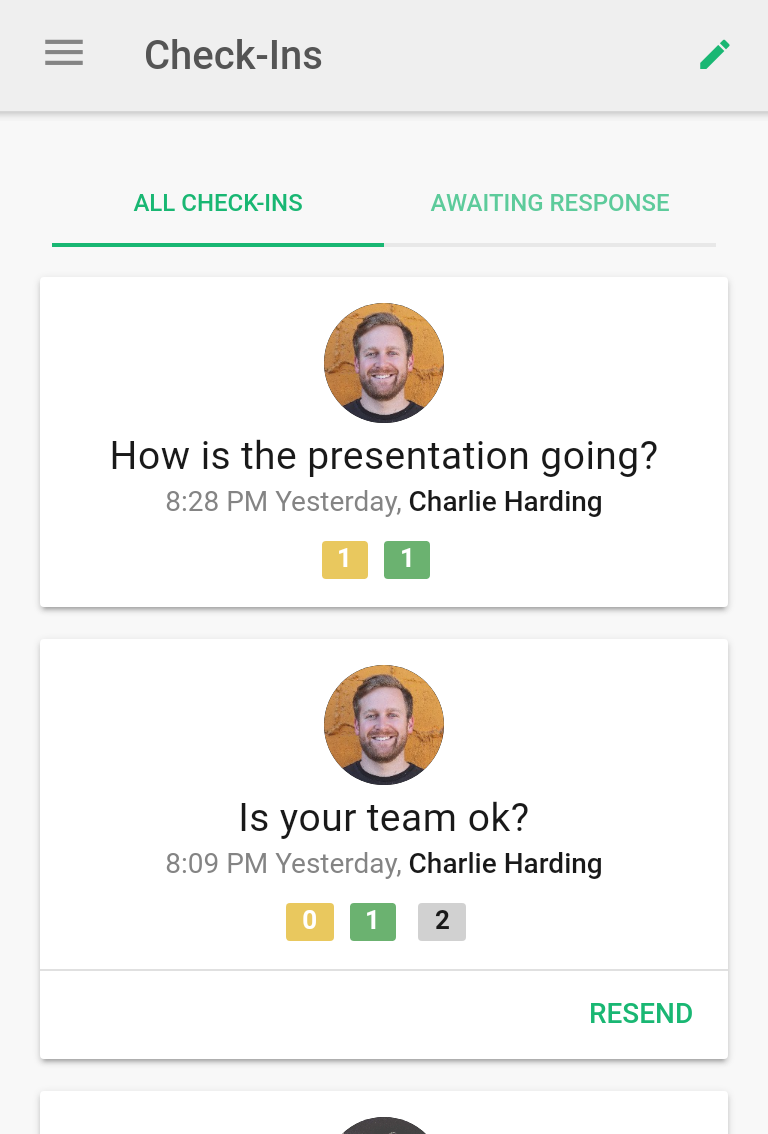 Check-Ins
ALL CHECK-INS
AWAITING RESPONSE
How is the presentation going?
8:28 PM Yesterday, Charlie Harding
1 1
Is your team ok?
8:09 PM Yesterday, Charlie Harding
0 1 2
RESEND